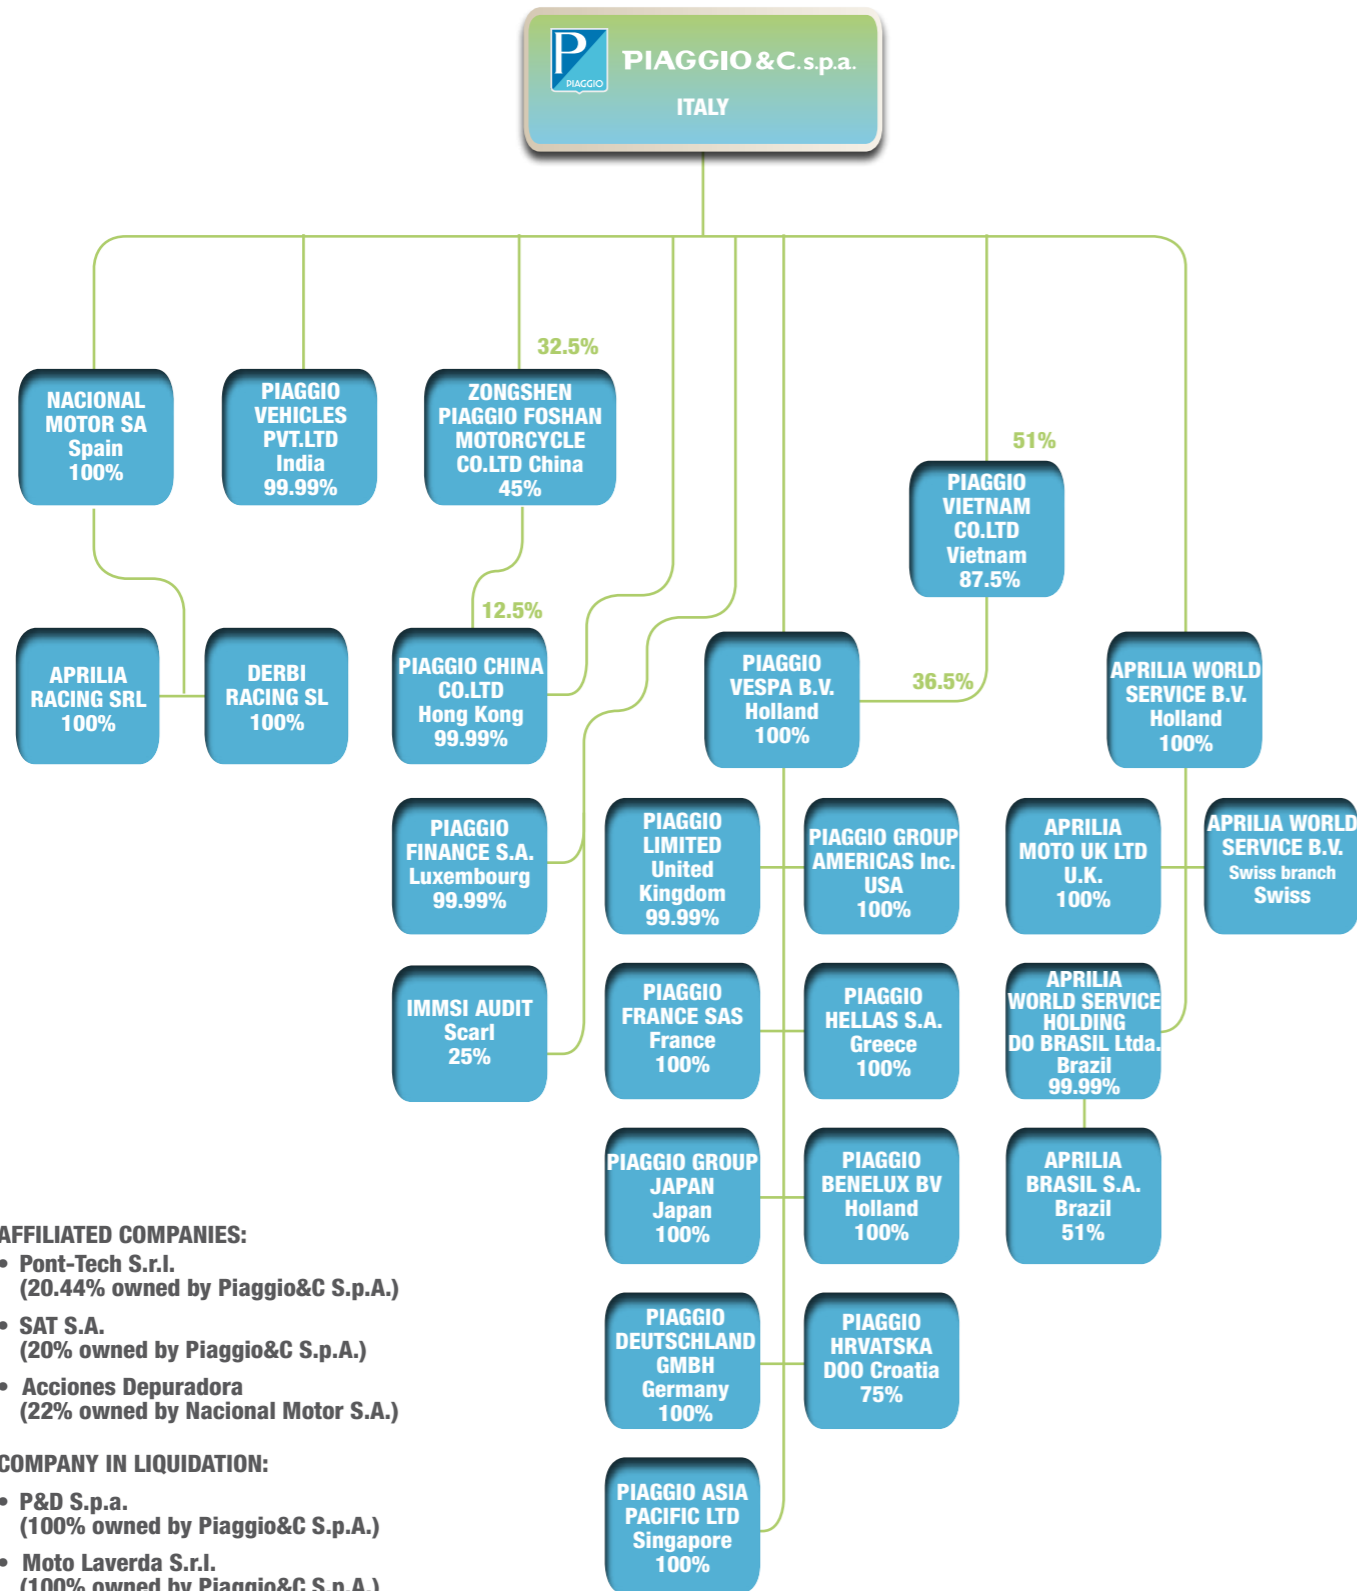 P
PIAGGIO
PIAGGIO & C. s.p.a.
ITALY
32.5%
NACIONAL
MOTOR SA
Spain
100%
PIAGGIO
VEHICLES
PVT.LTD
India
99.99%
ZONGSHEN
PIAGGIO FOSHAN
MOTORCYCLE
CO.LTD China
45%
51%
PIAGGIO
VIETNAM
CO.LTD
Vietnam
87.5%
12.5%
APRILIA
RACING SRL
100%
DERBI
RACING SL
100%
PIAGGIO CHINA
CO.LTD
Hong Kong
99.99%
PIAGGIO
VESPA B.V.
Holland
100%
36.5%
APRILIA WORLD
SERVICE B.V.
Holland
100%
PIAGGIO
FINANCE S.A.
Luxembourg
99.99%
PIAGGIO
LIMITED
United
Kingdom
99.99%
PIAGGIO GROUP
AMERICAS Inc.
USA
100%
APRILIA
MOTO UK LTD
U.K.
100%
APRILIA WORLD
SERVICE B.V.
Swiss branch
Swiss
IMMSI AUDIT
Scarl
25%
PIAGGIO
FRANCE SAS
France
100%
PIAGGIO
HELLAS S.A.
Greece
100%
APRILIA
WORLD SERVICE
HOLDING
DO BRASIL Ltda.
Brazil
99.99%
PIAGGIO GROUP
JAPAN
Japan
100%
PIAGGIO
BENELUX BV
Holland
100%
APRILIA
BRASIL S.A.
Brazil
51%
PIAGGIO
DEUTSCHLAND
GMBH
Germany
100%
PIAGGIO
HRVATSKA
DOO Croatia
75%
PIAGGIO ASIA
PACIFIC LTD
Singapore
100%
AFFILIATED COMPANIES:
• Pont-Tech S.r.l.
(20.44% owned by Piaggio&C S.p.A.)
• SAT S.A.
(20% owned by Piaggio&C S.p.A.)
• Acciones Depuradora
(22% owned by Nacional Motor S.A.)
COMPANY IN LIQUIDATION:
• P&D S.p.a.
(100% owned by Piaggio&C S.p.A.)
• Moto Laverda S.r.l.
(100% owned by Piaggio&C S.p.A.)